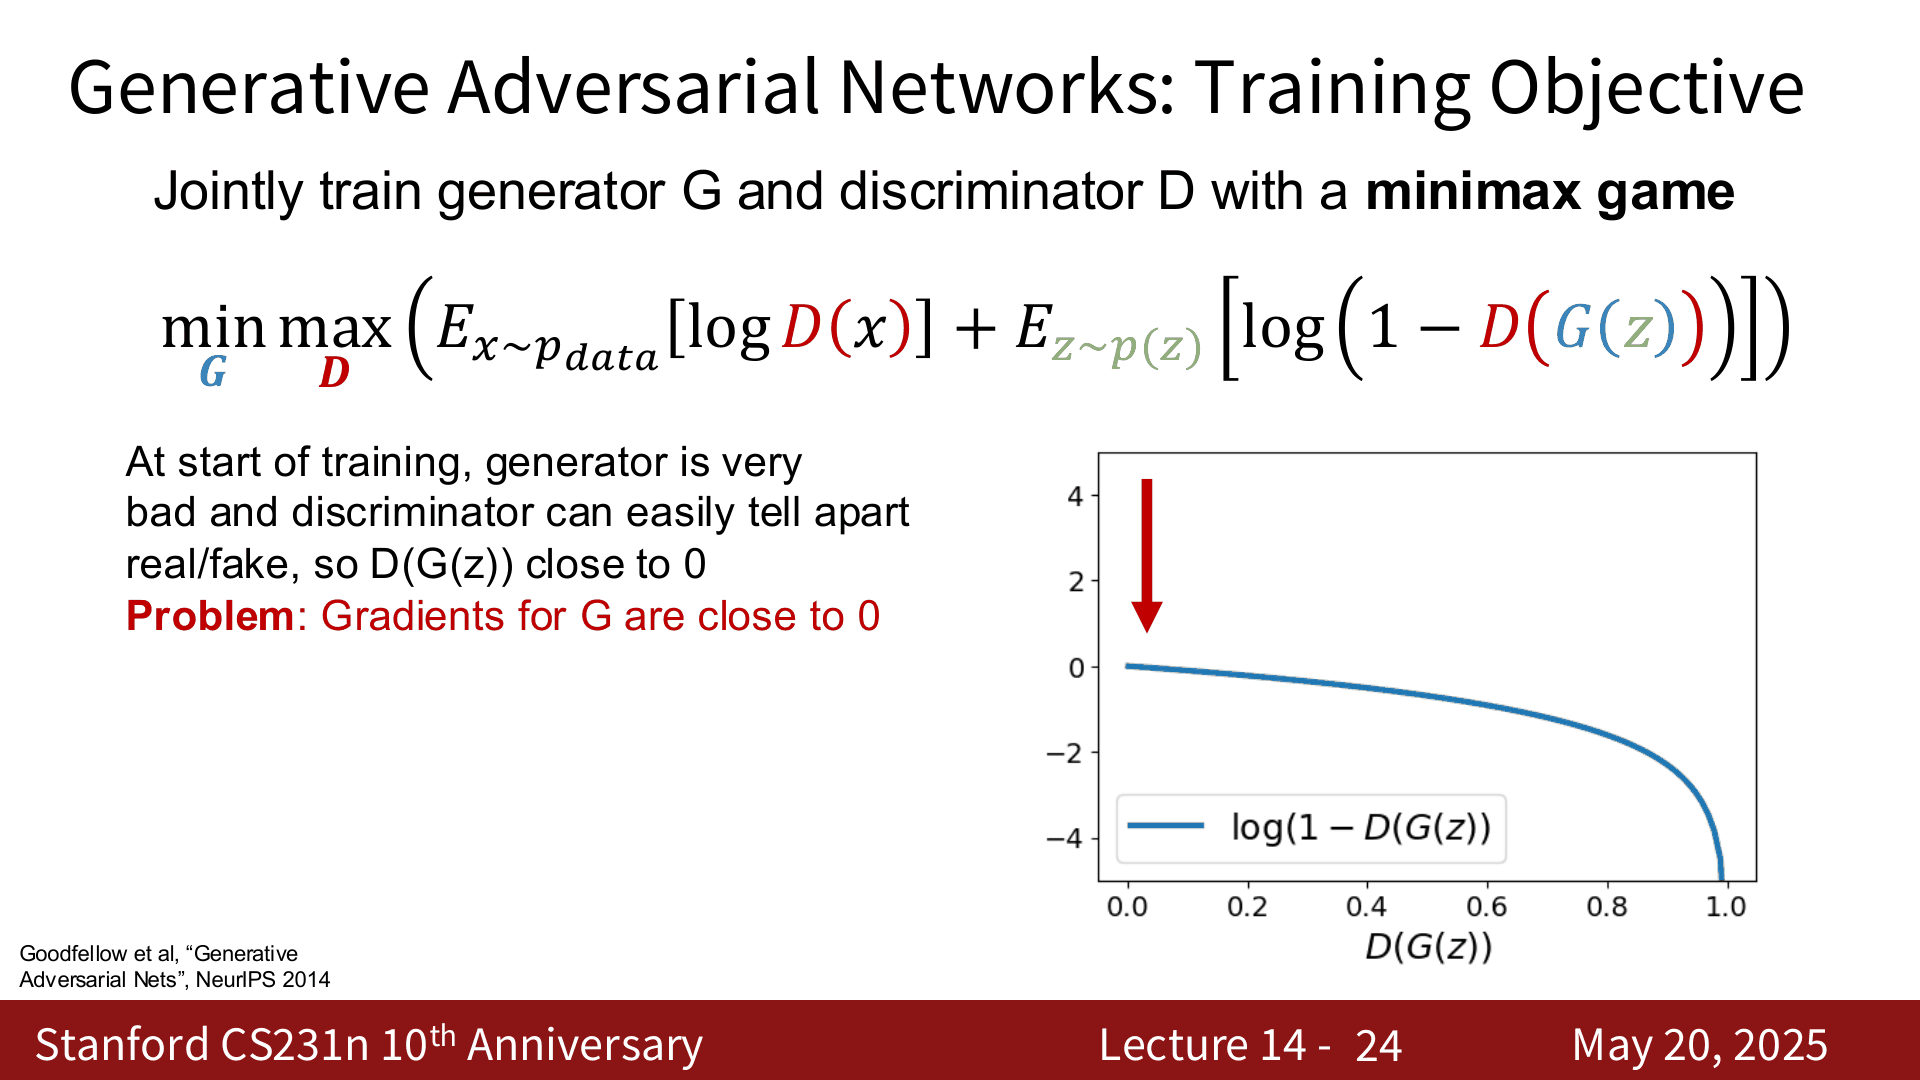 Generative Adversarial Networks: Training Objective
Jointly train generator G and discriminator D with a minimax game
min_G max_D (E_{x~p_{data}}[log D(x)] + E_{z~p(z)}[log(1 − D(G(z)))])
At start of training, generator is very
bad and discriminator can easily tell apart
real/fake, so D(G(z)) close to 0
Problem: Gradients for G are close to 0
4
2
0
−2
−4
log(1 − D(G(z))
0.0 0.2 0.4 0.6 0.8 1.0
D(G(z))
Goodfellow et al, “Generative
Adversarial Nets”, NeurIPS 2014
Stanford CS231n 10th Anniversary
Lecture 14 - 24
May 20, 2025